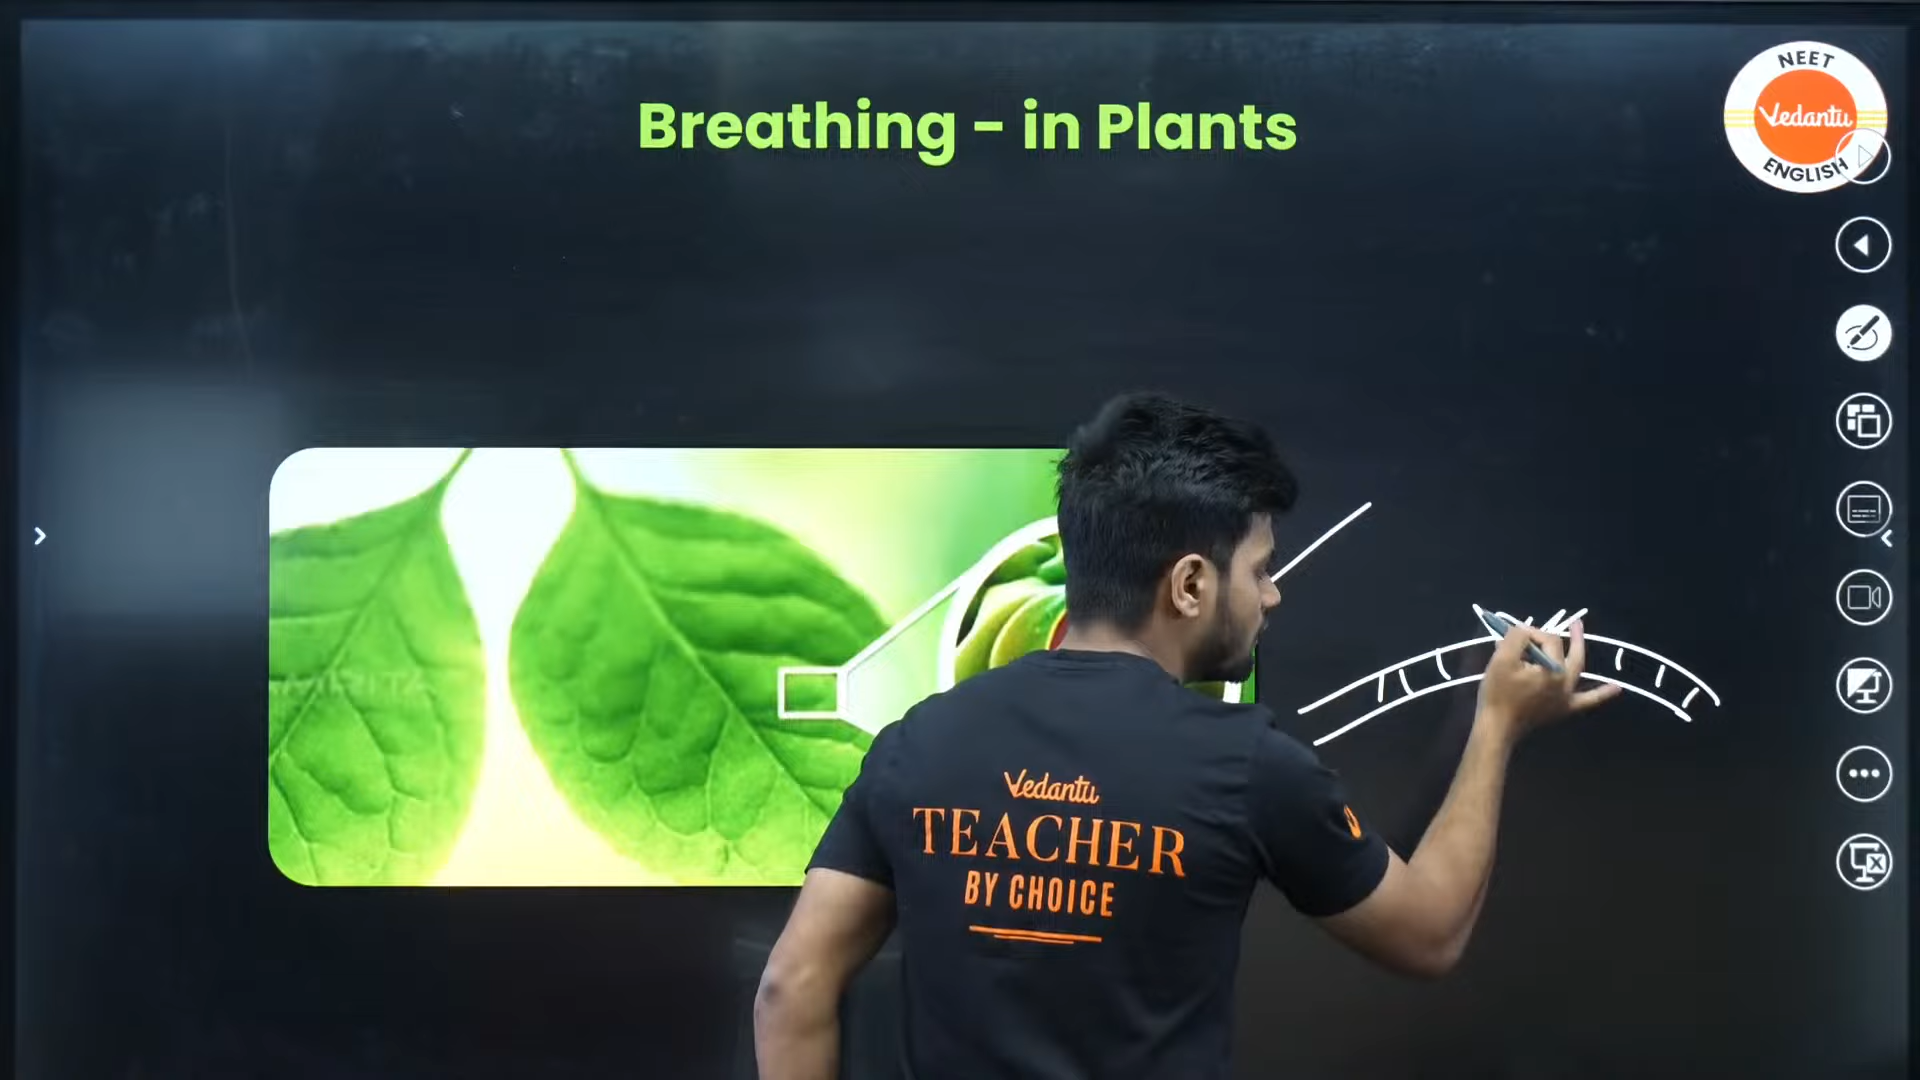 Breathing - in Plants
NEET
Vedantu
ENGLISH
Vedantu
TEACHER
BY CHOICE